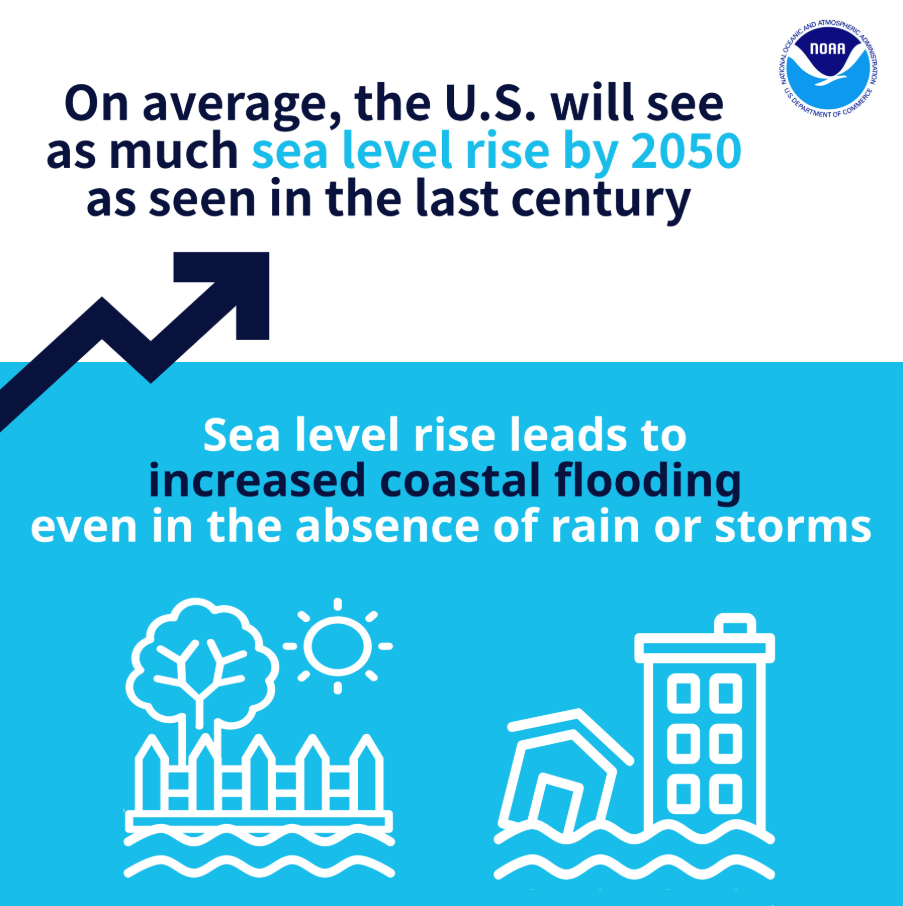 On average, the U.S. will see
as much sea level rise by 2050
as seen in the last century
NOAA
NATIONAL OCEANIC AND ATMOSPHERIC ADMINISTRATION
U.S. DEPARTMENT OF COMMERCE
Sea level rise leads to
increased coastal flooding
even in the absence of rain or storms